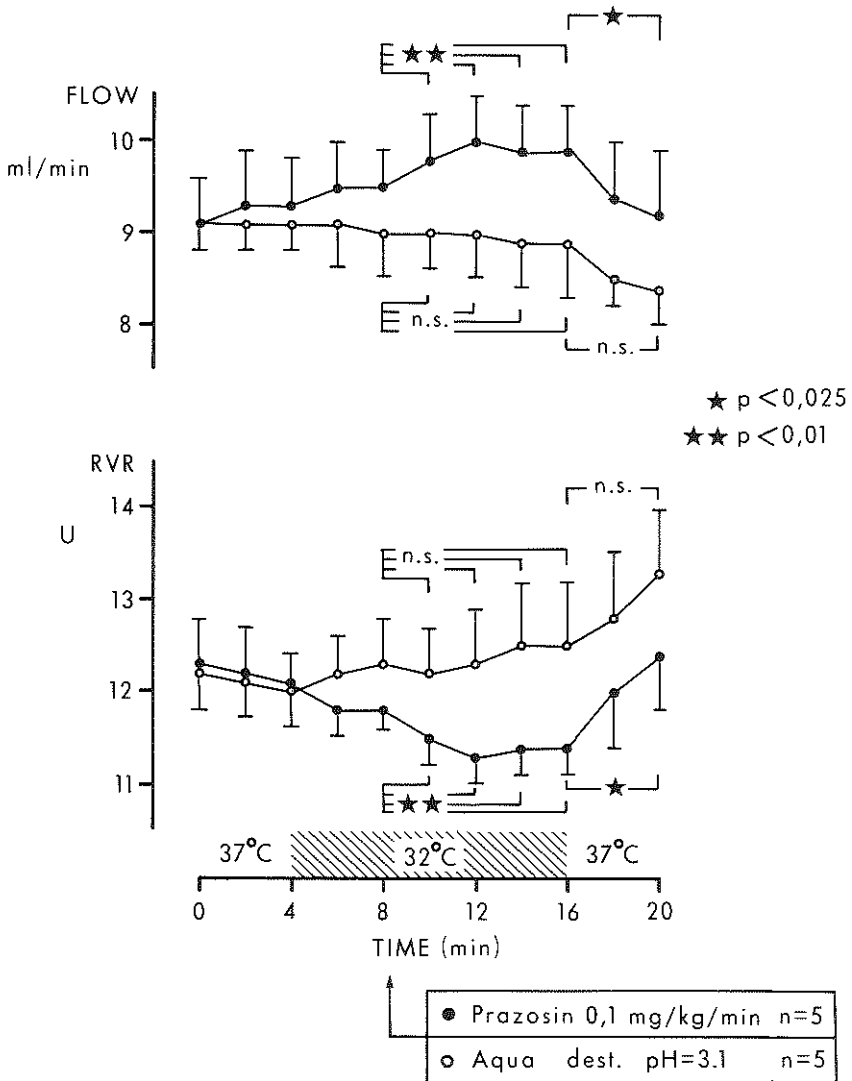 ★
★★
FLOW
ml/min
10
9
8
n.s.
n.s.
★ p<0,025
★★ p<0,01
RVR
U
14
13
12
11
n.s.
n.s.
★★
★
37°C 32°C 37°C
0 4 8 12 16 20
TIME (min)
● Prazosin 0,1 mg/kg/min n=5
o Aqua dest. pH=3.1 n=5